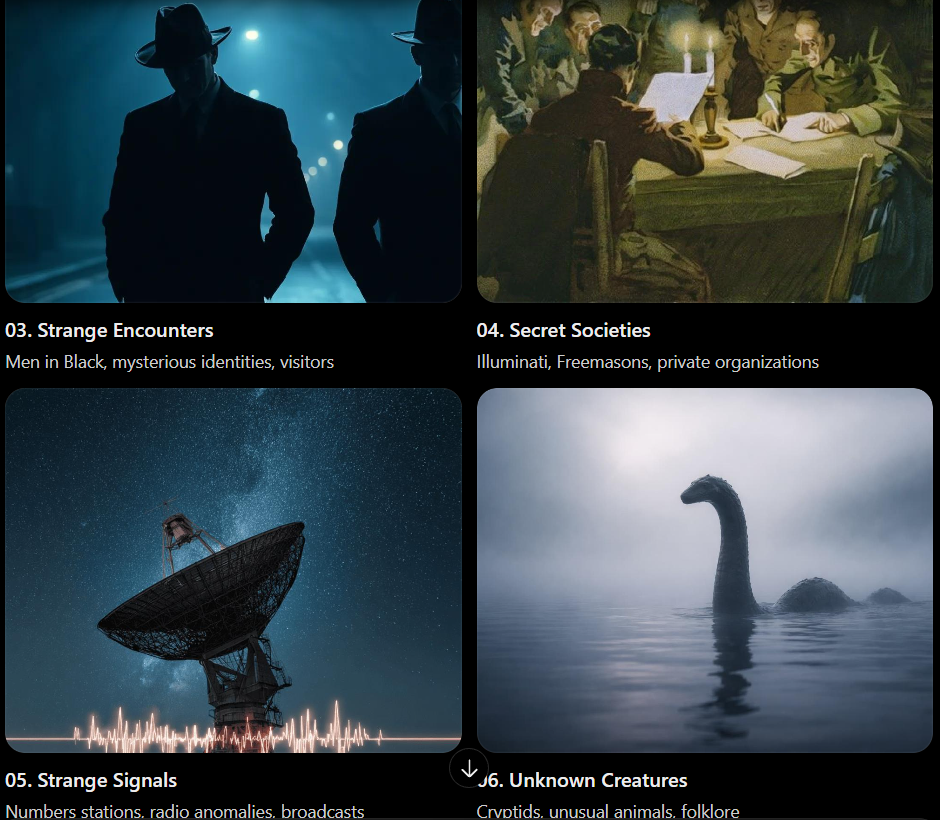 03. Strange Encounters
Men in Black, mysterious identities, visitors
04. Secret Societies
Illuminati, Freemasons, private organizations
05. Strange Signals
Numbers stations, radio anomalies, broadcasts
06. Unknown Creatures
Cryptids, unusual animals, folklore